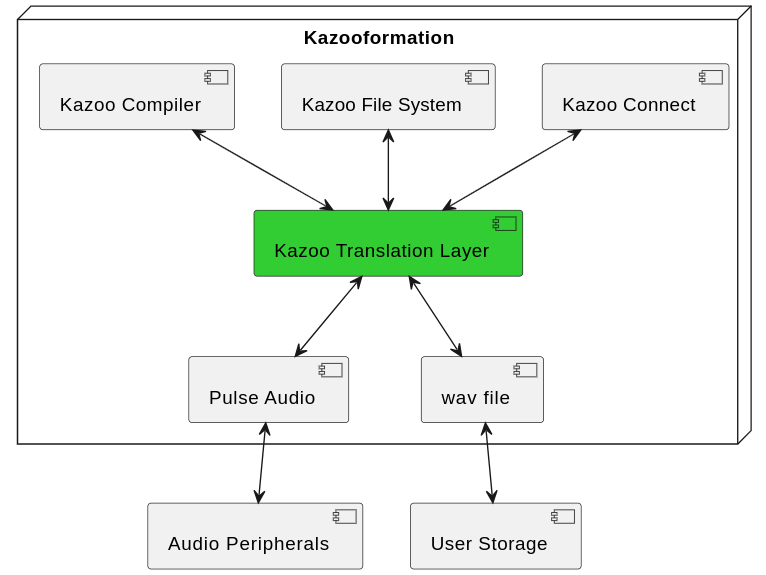 Kazooformation
Kazoo Compiler
Kazoo File System
Kazoo Connect
Kazoo Translation Layer
Pulse Audio
wav file
Audio Peripherals
User Storage